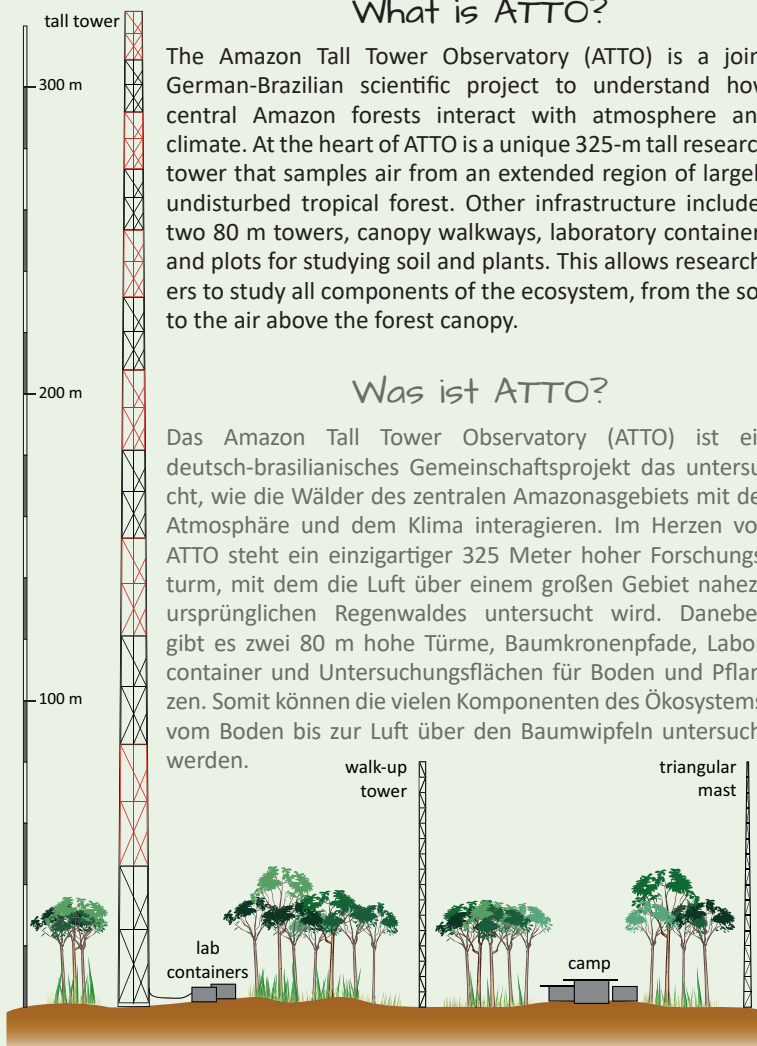 What is ATTO?
tall tower
The Amazon Tall Tower Observatory (ATTO) is a join
German-Brazilian scientific project to understand how
central Amazon forests interact with atmosphere an
climate. At the heart of ATTO is a unique 325-m tall researc
tower that samples air from an extended region of largel
undisturbed tropical forest. Other infrastructure include
two 80 m towers, canopy walkways, laboratory container
and plots for studying soil and plants. This allows research
ers to study all components of the ecosystem, from the so
to the air above the forest canopy.
300 m
200 m
100 m
Was ist ATTO?
Das Amazon Tall Tower Observatory (ATTO) ist ei
deutsch-brasilianisches Gemeinschaftsprojekt das untersu
cht, wie die Wälder des zentralen Amazonasgebiets mit de
Atmosphäre und dem Klima interagieren. Im Herzen vo
ATTO steht ein einzigartiger 325 Meter hoher Forschungs
turm, mit dem die Luft über einem großen Gebiet nahez
ursprünglichen Regenwaldes untersucht wird. Danebe
gibt es zwei 80 m hohe Türme, Baumkronenpfade, Labor
container und Untersuchungsflächen für Boden und Pflan
zen. Somit können die vielen Komponenten des Ökosystems
vom Boden bis zur Luft über den Baumwipfeln untersuch
werden.
walk-up
tower
triangular
mast
lab
containers
camp